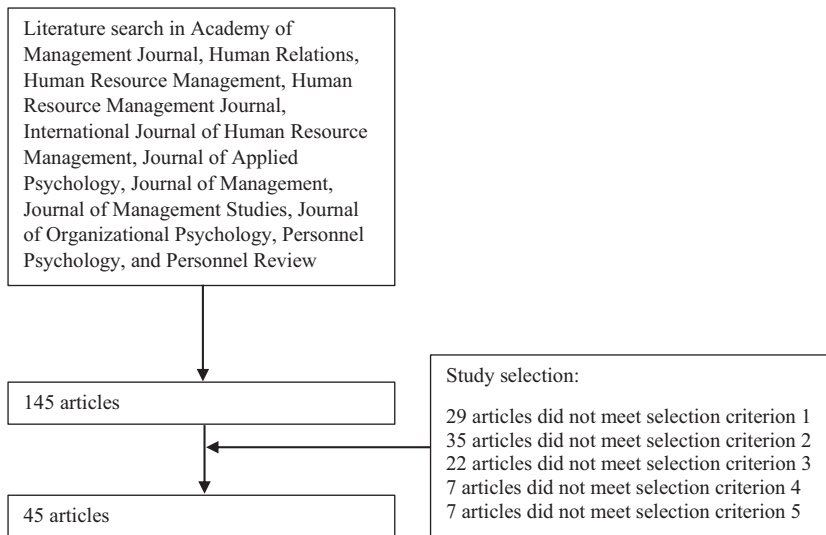 Literature search in Academy of
Management Journal, Human Relations,
Human Resource Management, Human
Resource Management Journal,
International Journal of Human Resource
Management, Journal of Applied
Psychology, Journal of Management,
Journal of Management Studies, Journal
of Organizational Psychology, Personnel
Psychology, and Personnel Review
145 articles
Study selection:
29 articles did not meet selection criterion 1
35 articles did not meet selection criterion 2
22 articles did not meet selection criterion 3
7 articles did not meet selection criterion 4
7 articles did not meet selection criterion 5
45 articles